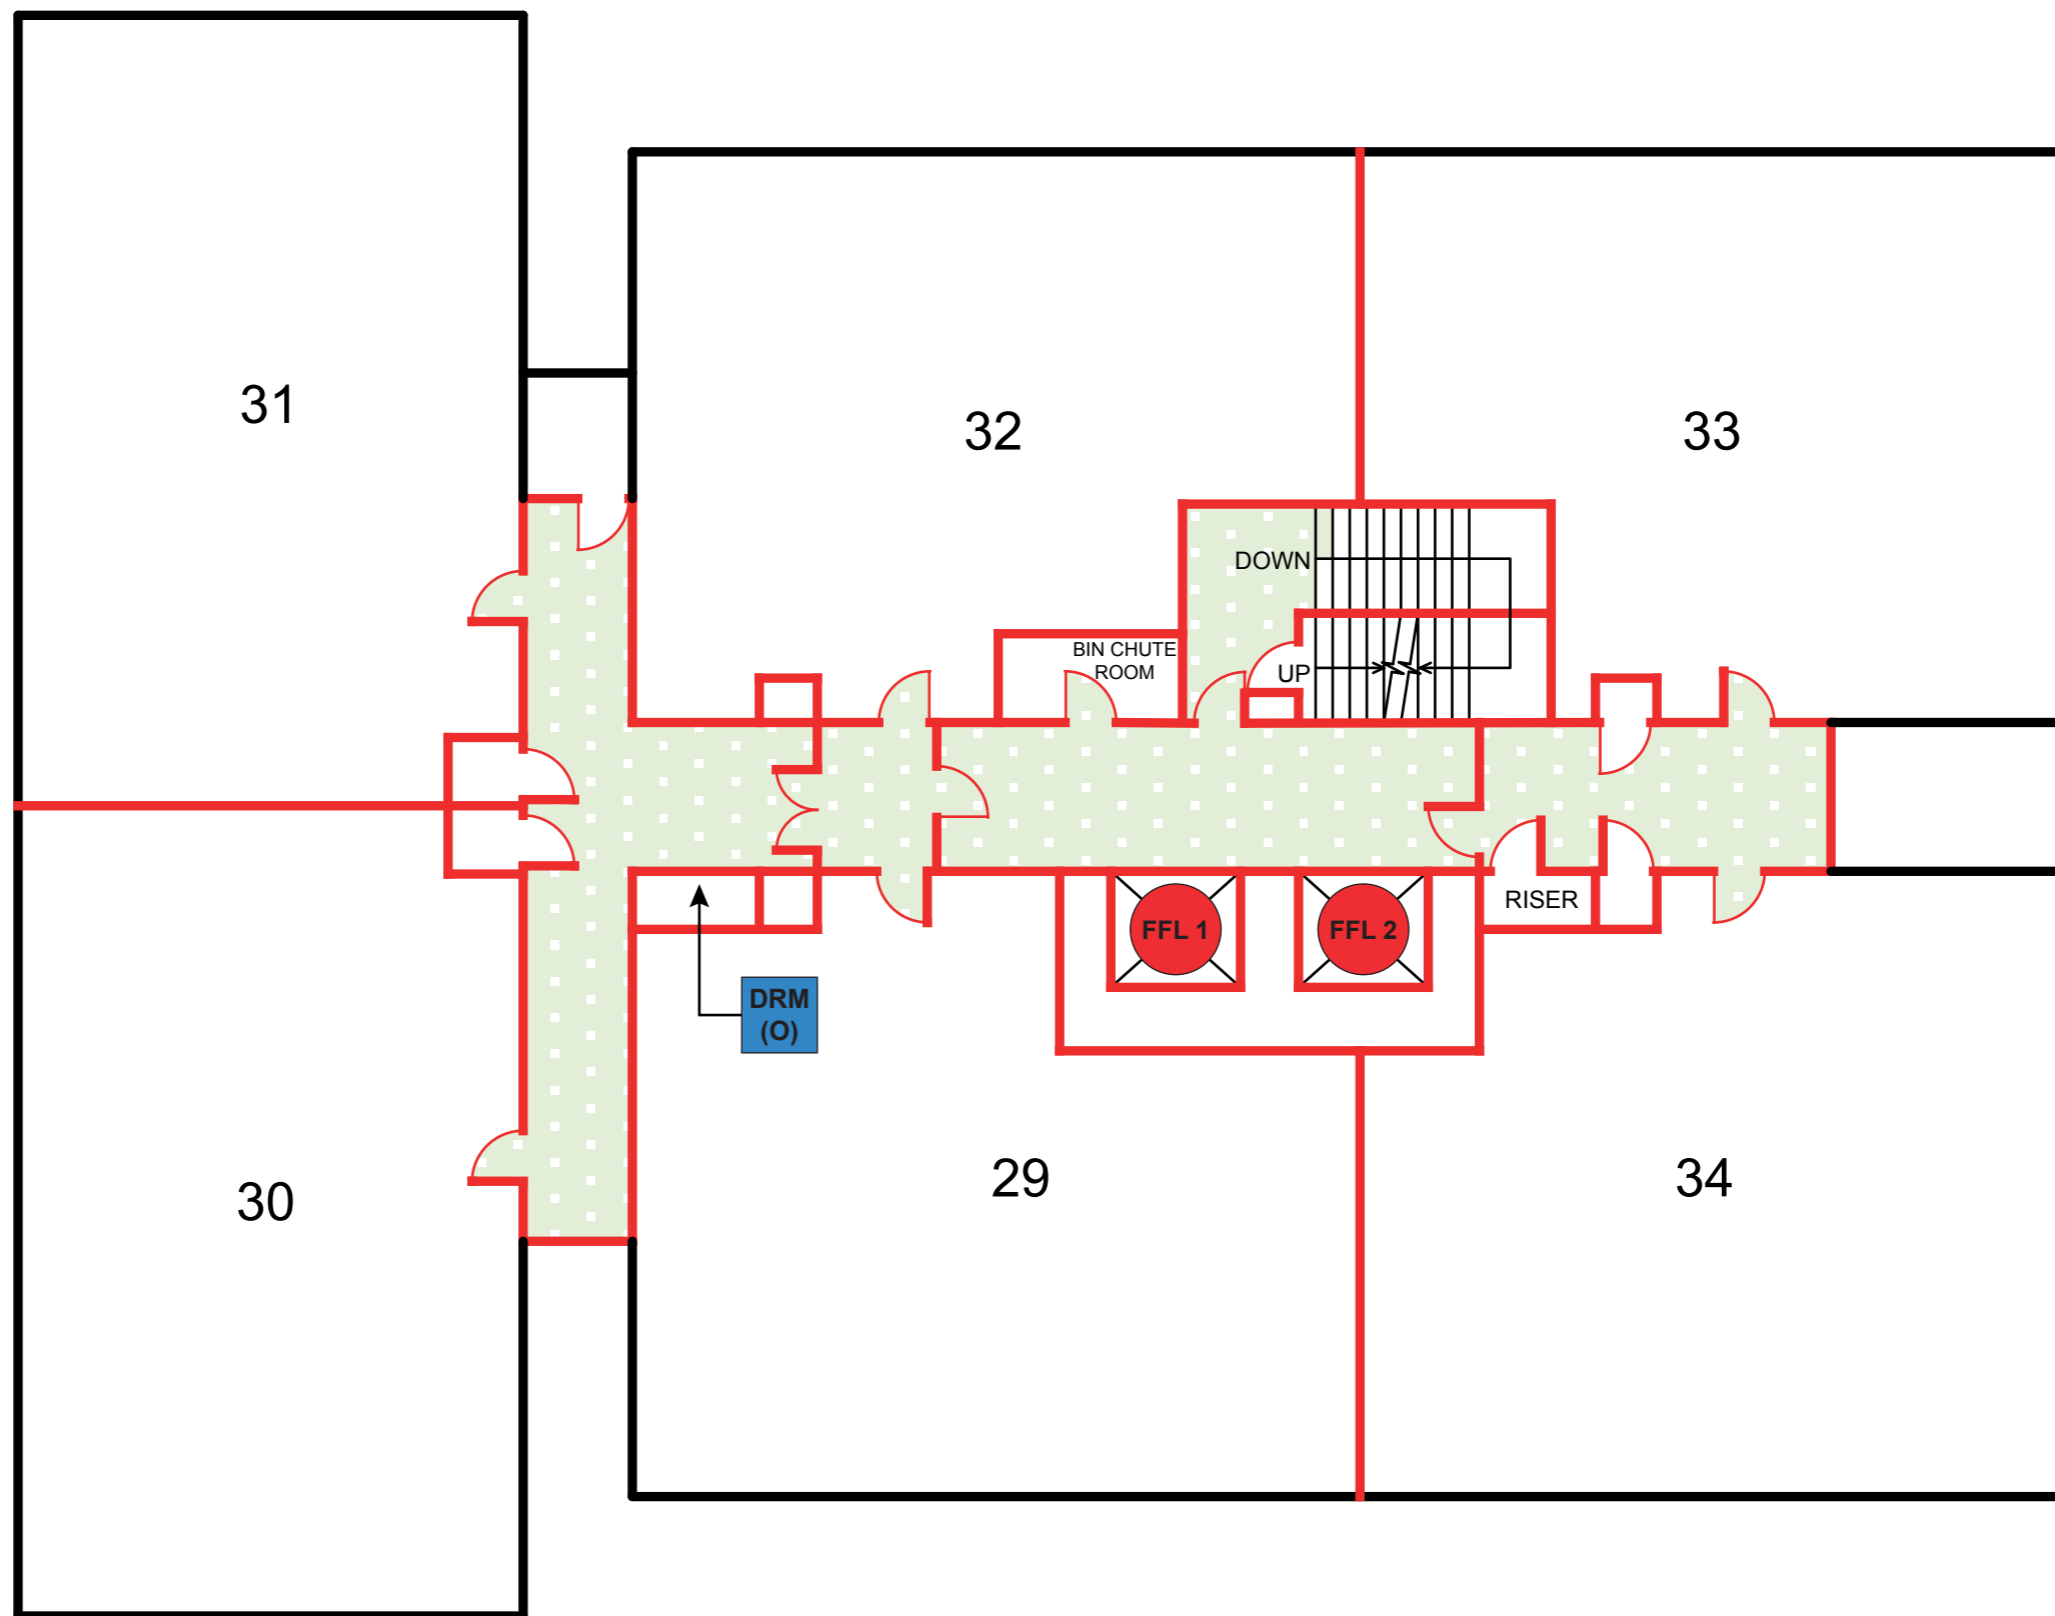 31
32
33
DOWN
BIN CHUTE
ROOM
UP
RISER
FFL 1
FFL 2
DRM
(O)
30
29
34